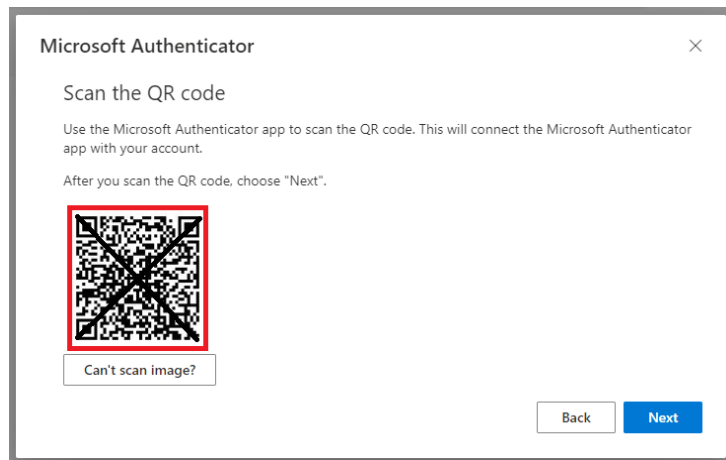 Microsoft Authenticator
Scan the QR code
Use the Microsoft Authenticator app to scan the QR code. This will connect the Microsoft Authenticator
app with your account.
After you scan the QR code, choose "Next".
Can't scan image?
Back
Next